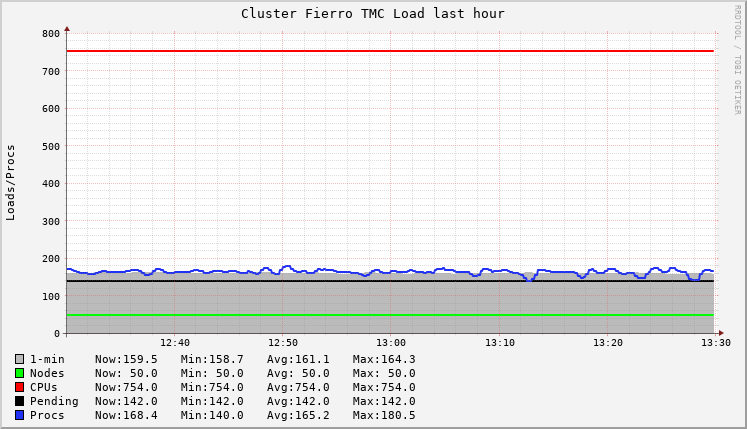 Cluster Fierro TMC Load last hour
RRDTOOL / TOBI OETIKER
Loads/Procs
800
700
600
500
400
300
200
100
0
12:40 12:50 13:00 13:10 13:20 13:30
1-min Now:159.5 Min:158.7 Avg:161.1 Max:164.3
Nodes Now: 50.0 Min: 50.0 Avg: 50.0 Max: 50.0
CPUs Now:754.0 Min:754.0 Avg:754.0 Max:754.0
Pending Now:142.0 Min:142.0 Avg:142.0 Max:142.0
Procs Now:168.4 Min:140.0 Avg:165.2 Max:180.5